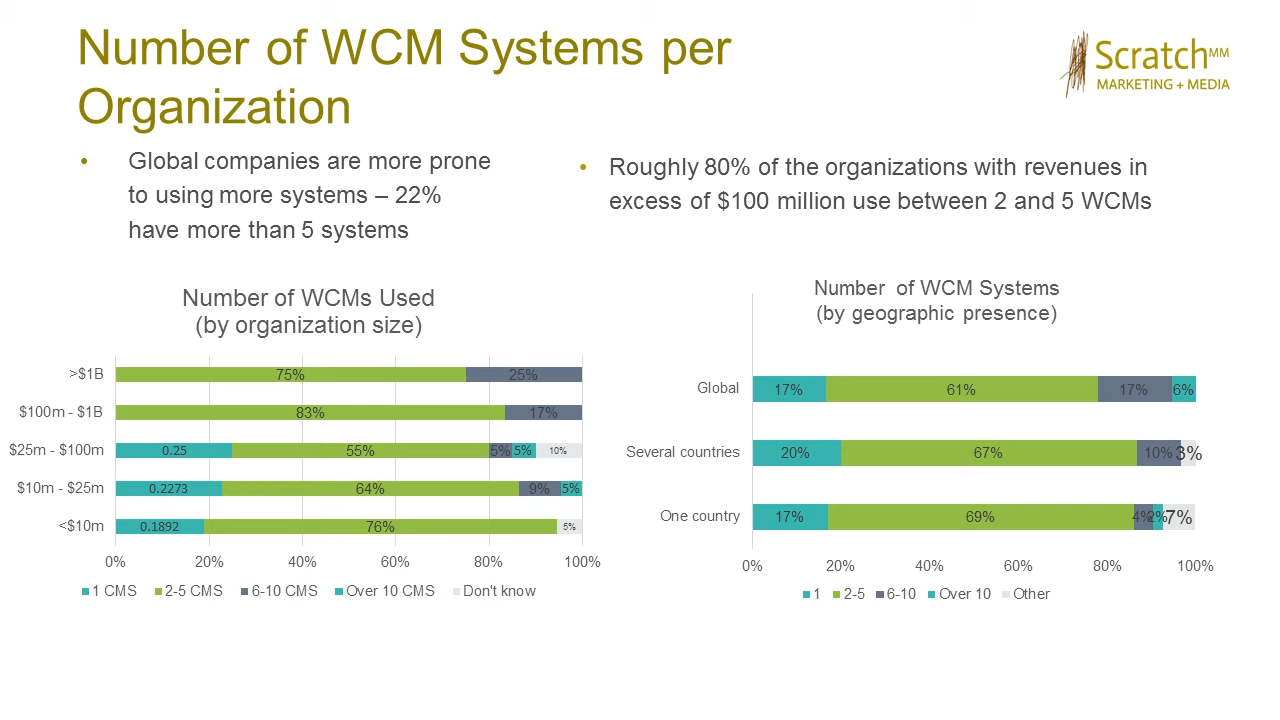 Number of WCM Systems per
Organization
Scratch MM
MARKETING + MEDIA
• Global companies are more prone
to using more systems – 22%
have more than 5 systems
• Roughly 80% of the organizations with revenues in
excess of $100 million use between 2 and 5 WCMs
Number of WCMs Used
(by organization size)
>$1B 75% 25%
$100m - $1B 83% 17%
$25m - $100m 0.25 55% 5% 5% 10%
$10m - $25m 0.2273 64% 9% 5%
<$10m 0.1892 76% 5%
0% 20% 40% 60% 80% 100%
1 CMS 2-5 CMS 6-10 CMS Over 10 CMS Don't know
Number of WCM Systems
(by geographic presence)
Global 17% 61% 17% 6%
Several countries 20% 67% 10% 3%
One country 17% 69% 4% 2% 7%
0% 20% 40% 60% 80% 100%
1 2-5 6-10 Over 10 Other